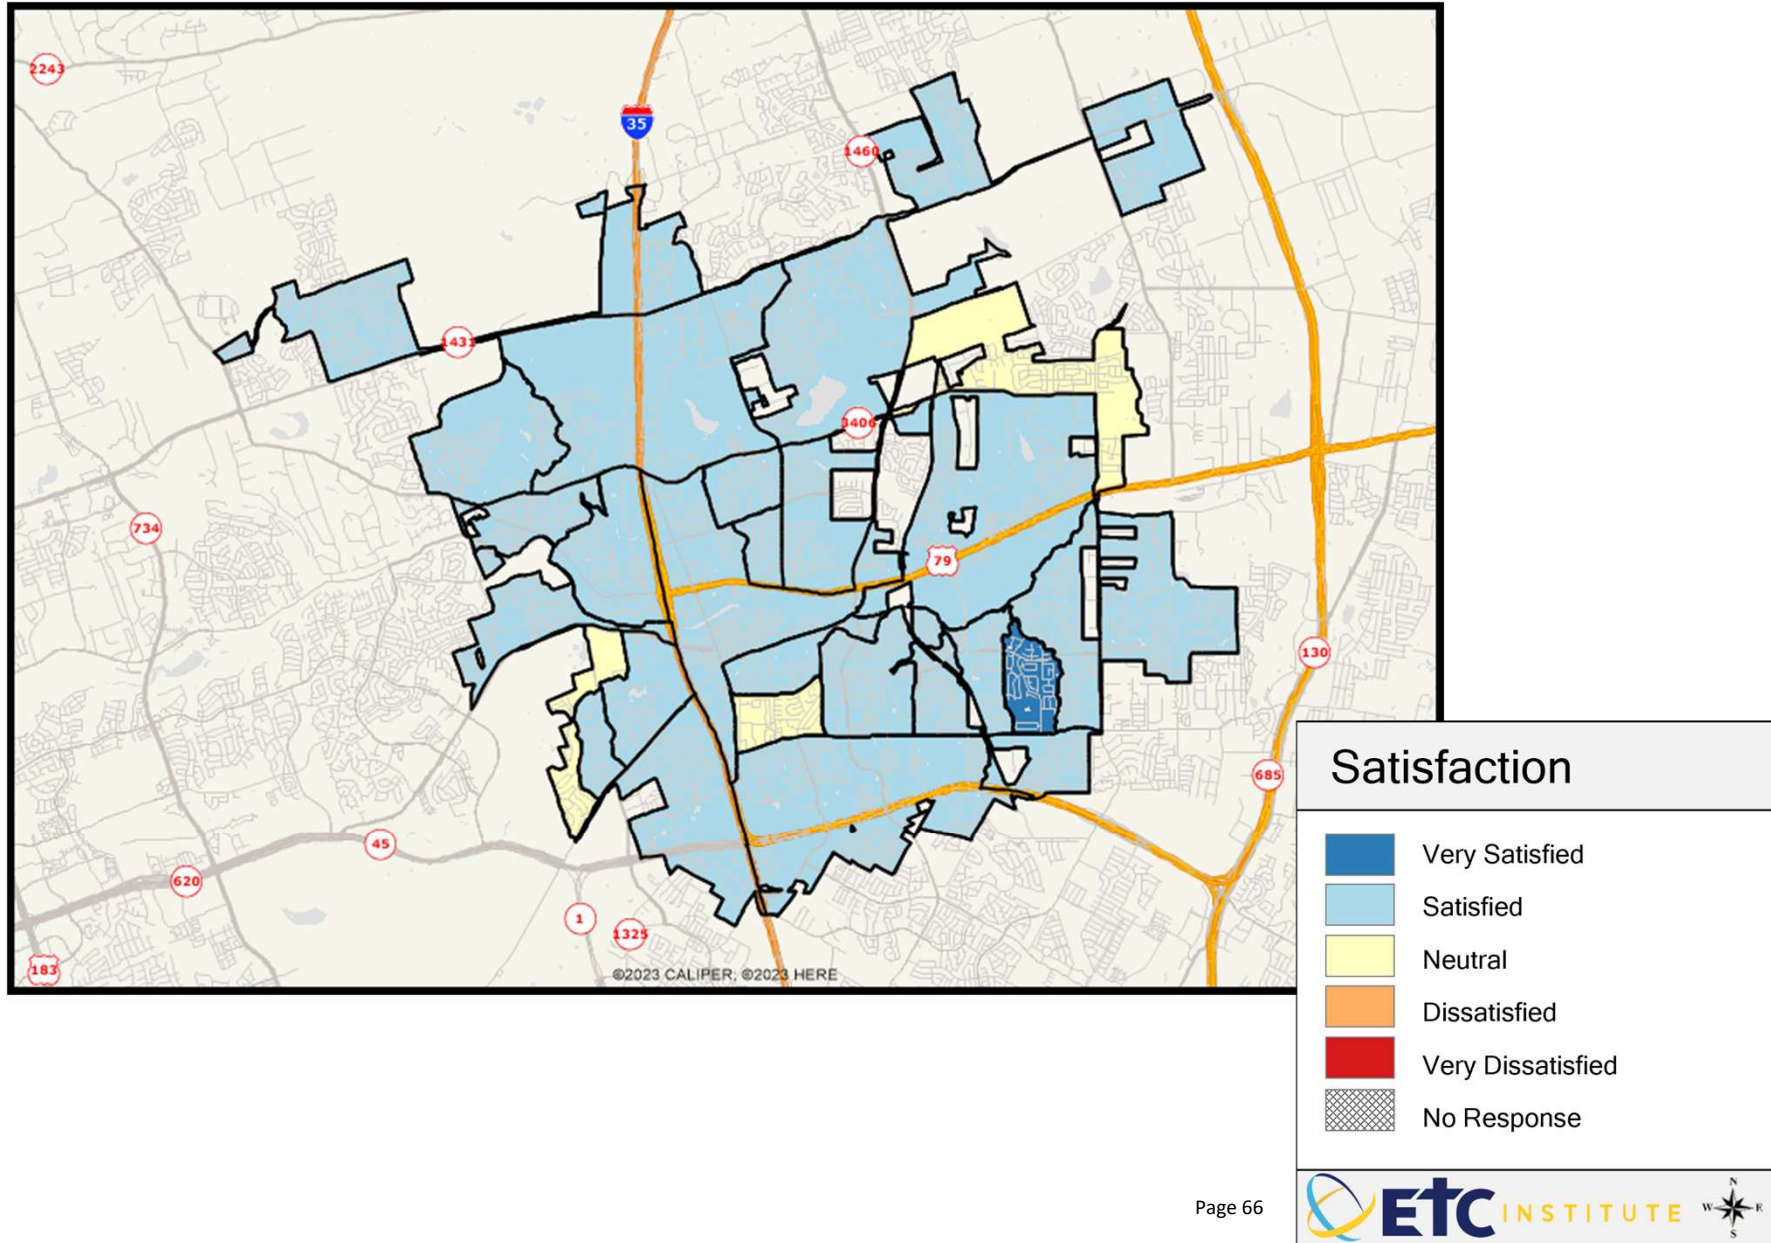 2243
35
1460
1431
3406
734
79
130
685
45
620
1
1325
183
©2023 CALIPER; ©2023 HERE
Satisfaction
Very Satisfied
Satisfied
Neutral
Dissatisfied
Very Dissatisfied
No Response
Page 66
ETC INSTITUTE
N
W E
S